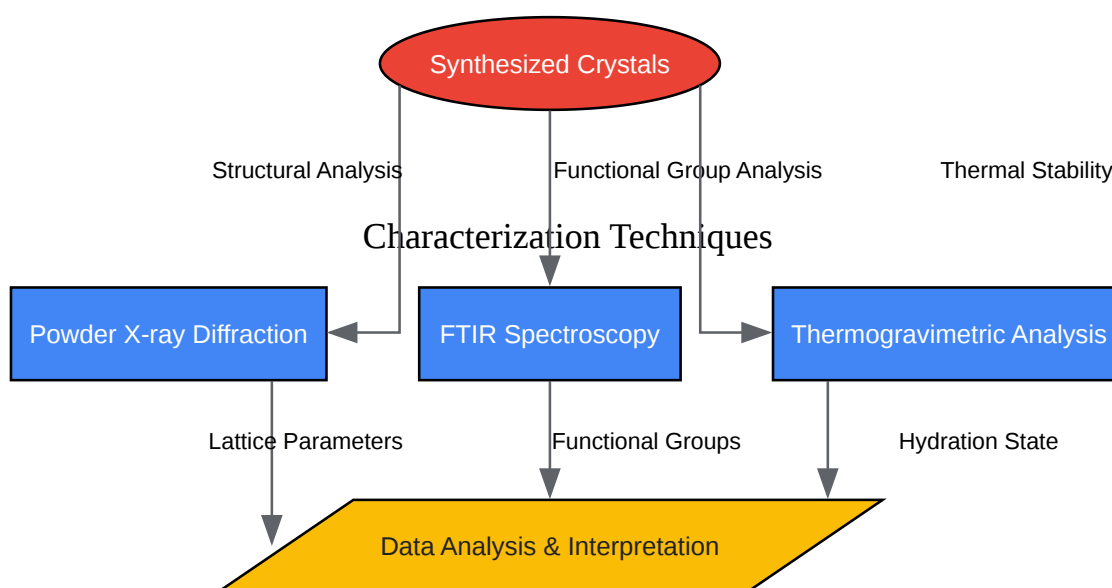 Synthesized Crystals
Structural Analysis
Functional Group Analysis
Thermal Stability
Characterization Techniques
Powder X-ray Diffraction
FTIR Spectroscopy
Thermogravimetric Analysis
Lattice Parameters
Functional Groups
Hydration State
Data Analysis & Interpretation